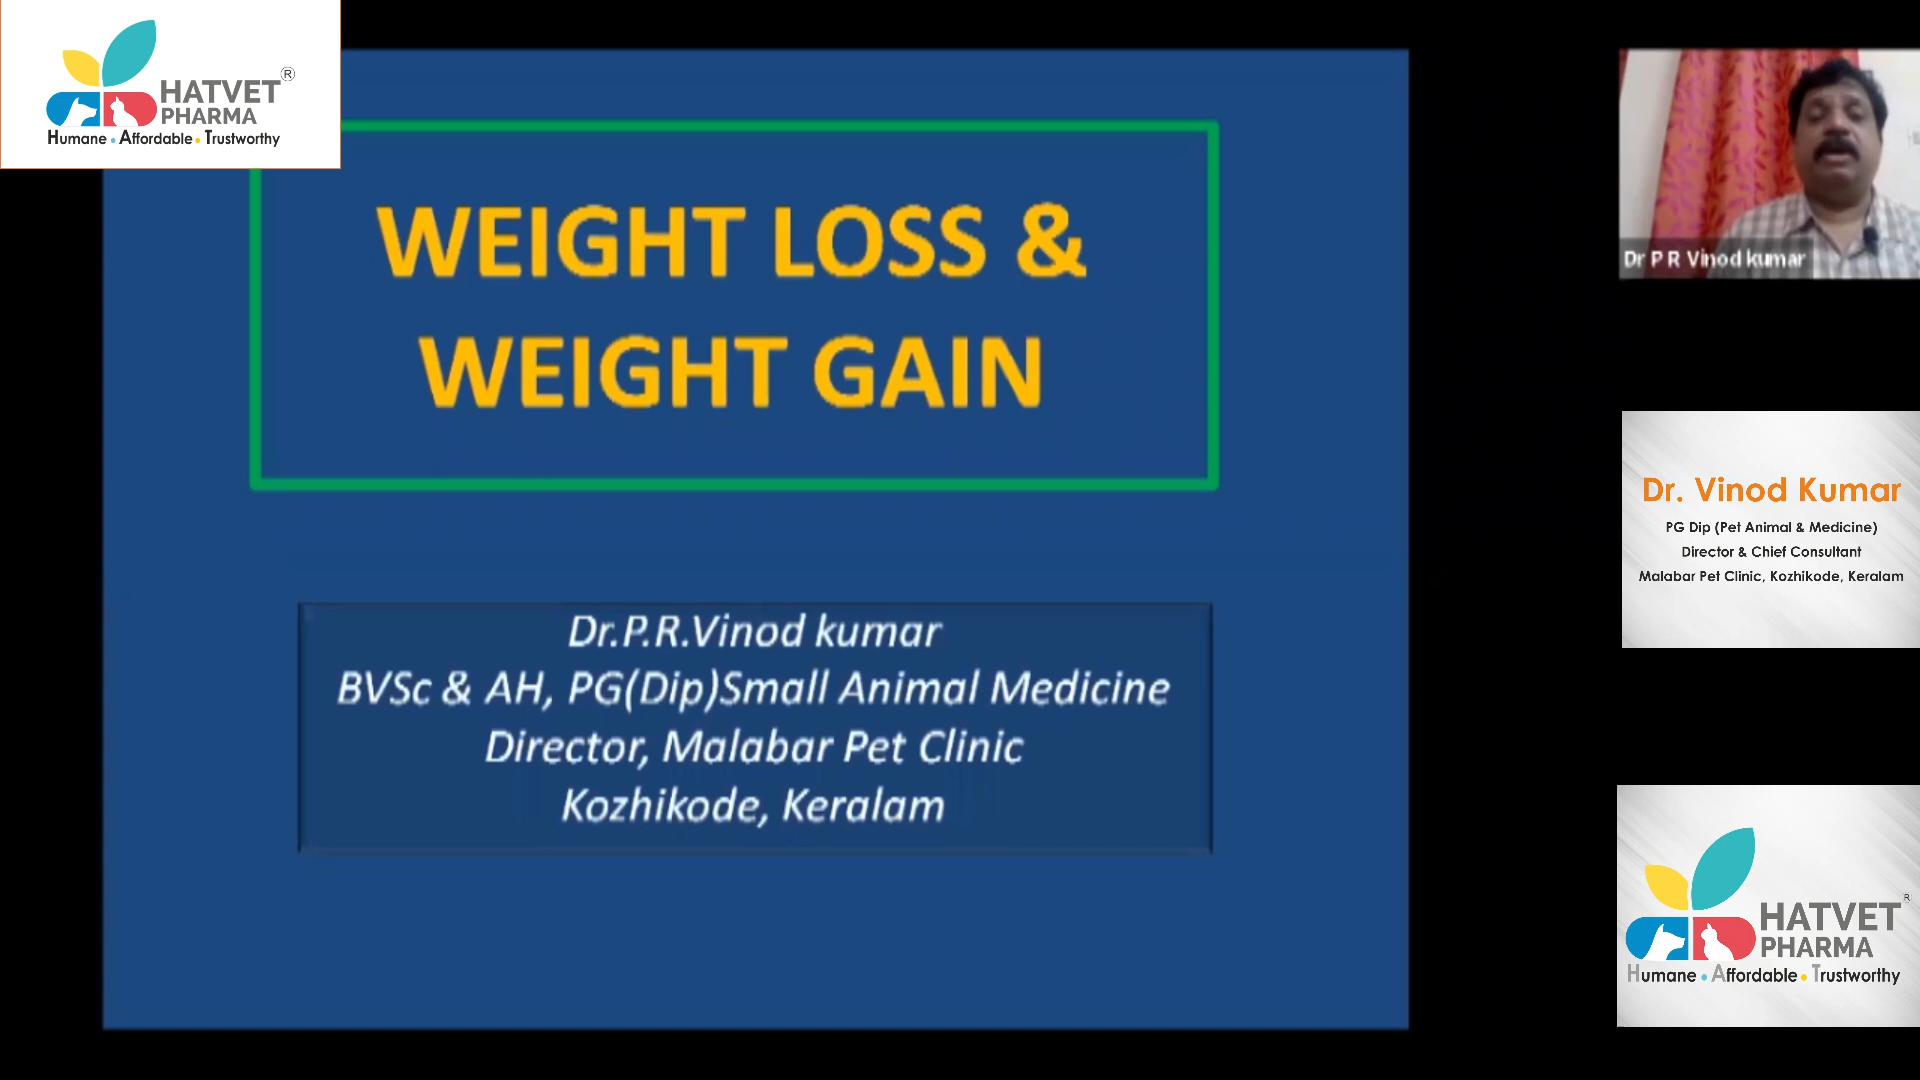 HATVET®
PHARMA
Humane • Affordable • Trustworthy
WEIGHT LOSS &
WEIGHT GAIN
Dr.P.R.Vinod kumar
BVSc & AH, PG(Dip)Small Animal Medicine
Director, Malabar Pet Clinic
Kozhikode, Keralam
Dr P R Vinod kumar
Dr. Vinod Kumar
PG Dip (Pet Animal & Medicine)
Director & Chief Consultant
Malabar Pet Clinic, Kozhikode, Keralam
HATVET®
PHARMA
Humane • Affordable • Trustworthy